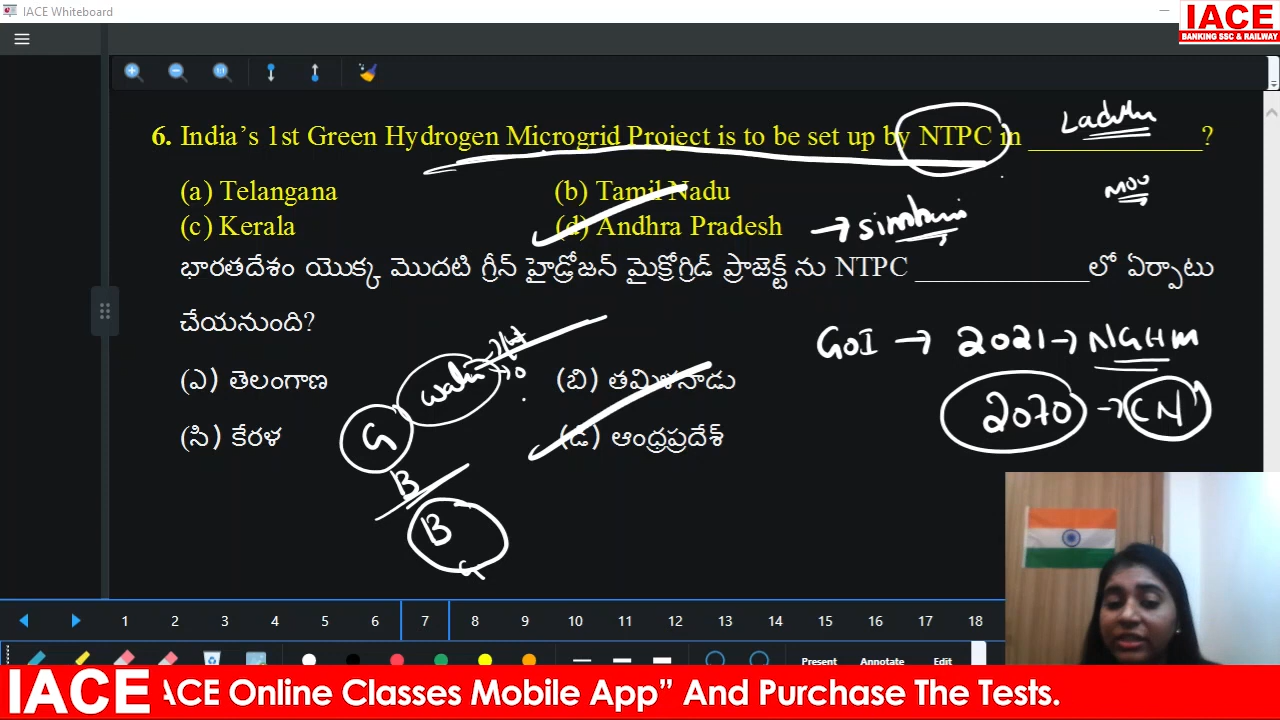 IACE Whiteboard
IACE
BANKING SSC & RAILWAY
6. India's 1st Green Hydrogen Microgrid Project is to be set up by NTPC in _____________?
Ladakh
(a) Telangana (b) Tamil Nadu
MOU
(c) Kerala (d) Andhra Pradesh
భారతదేశం యొక్క మొదటి గ్రీన్ హైడ్రోజన్ మైక్రోగ్రిడ్ ప్రాజెక్ట్ ను NTPC _____________లో ఏర్పాటు
చేయనుంది?
GOI → 2021 → NGHM
(ఎ) తెలంగాణ (బి) తమిళనాడు
2070 → CN
(సి) కేరళ (డి) ఆంధ్రప్రదేశ్
G
B
B
1 2 3 4 5 6 7 8 9 10 11 12 13 14 15 16 17 18
Present Annotate Edit
IACE
ACE Online Classes Mobile App” And Purchase The Tests.